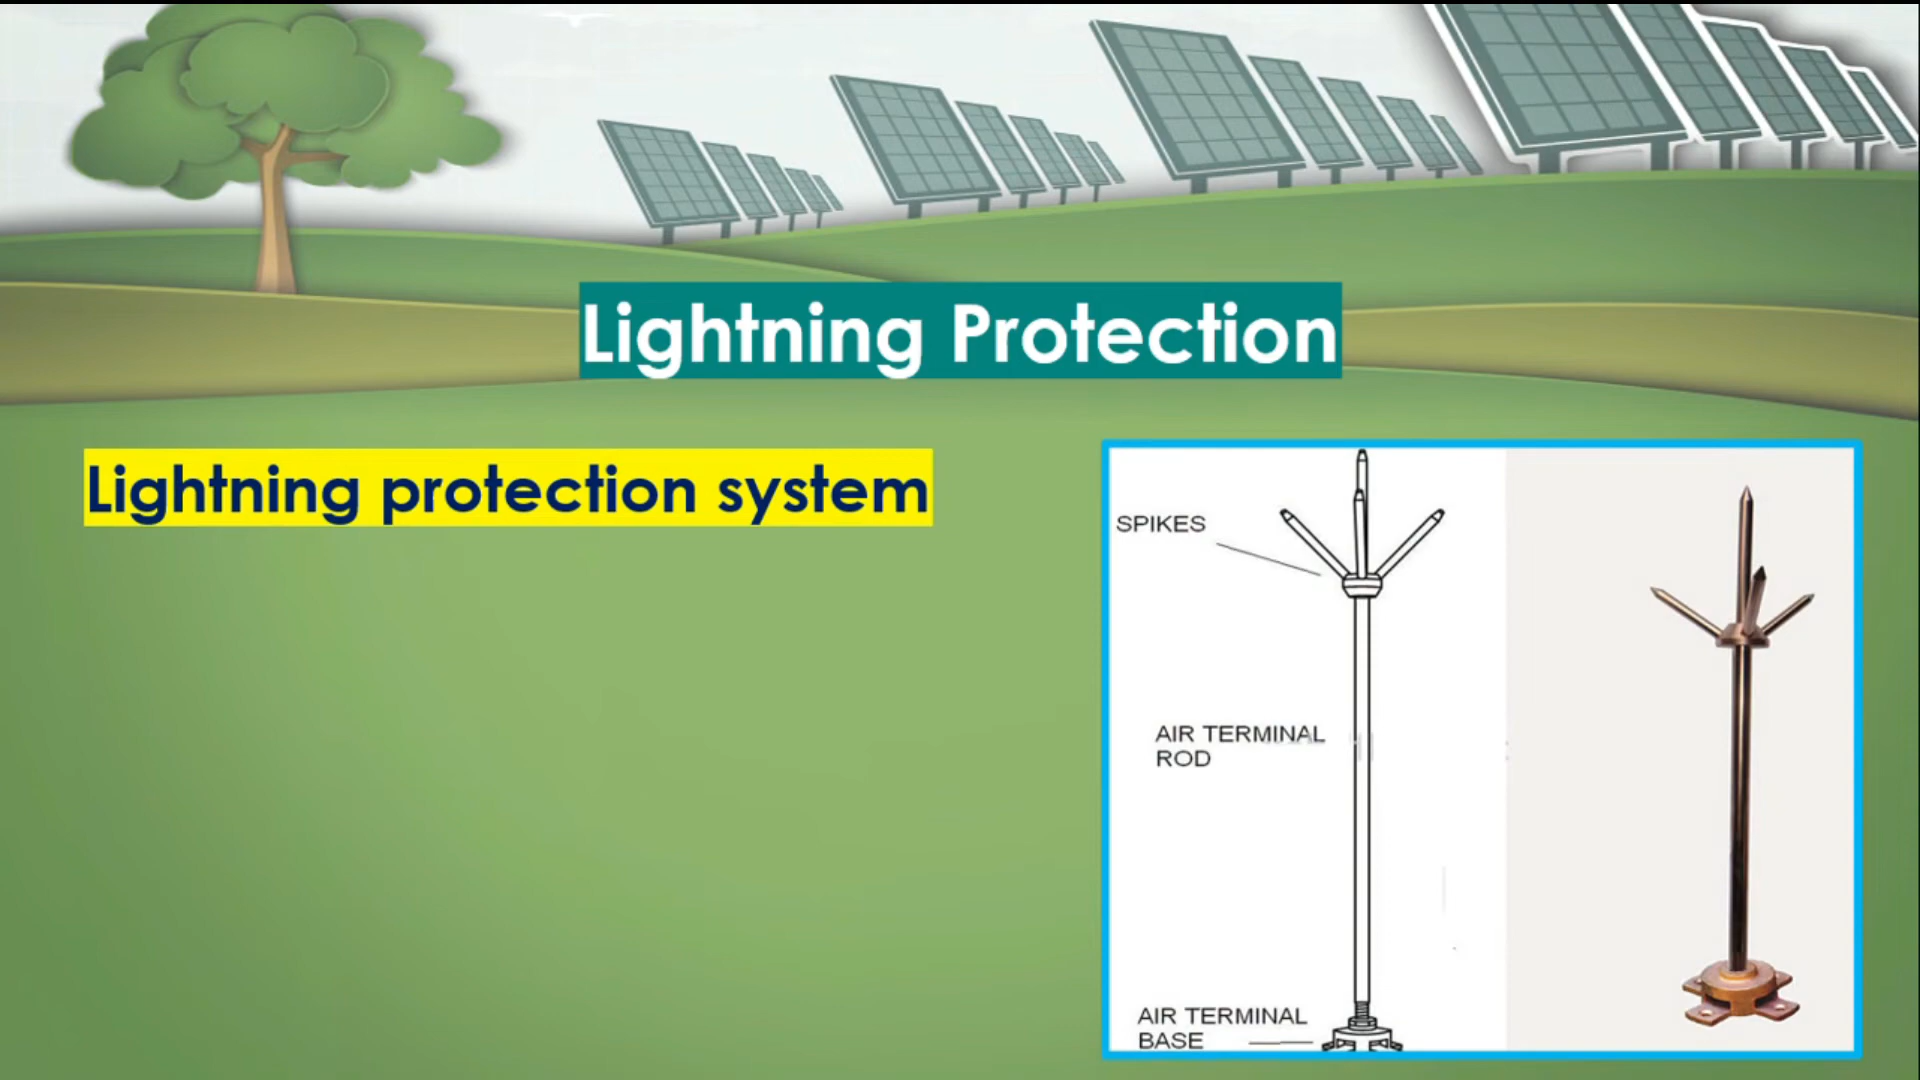 Lightning Protection
Lightning protection system
SPIKES
AIR TERMINAL
ROD
AIR TERMINAL
BASE